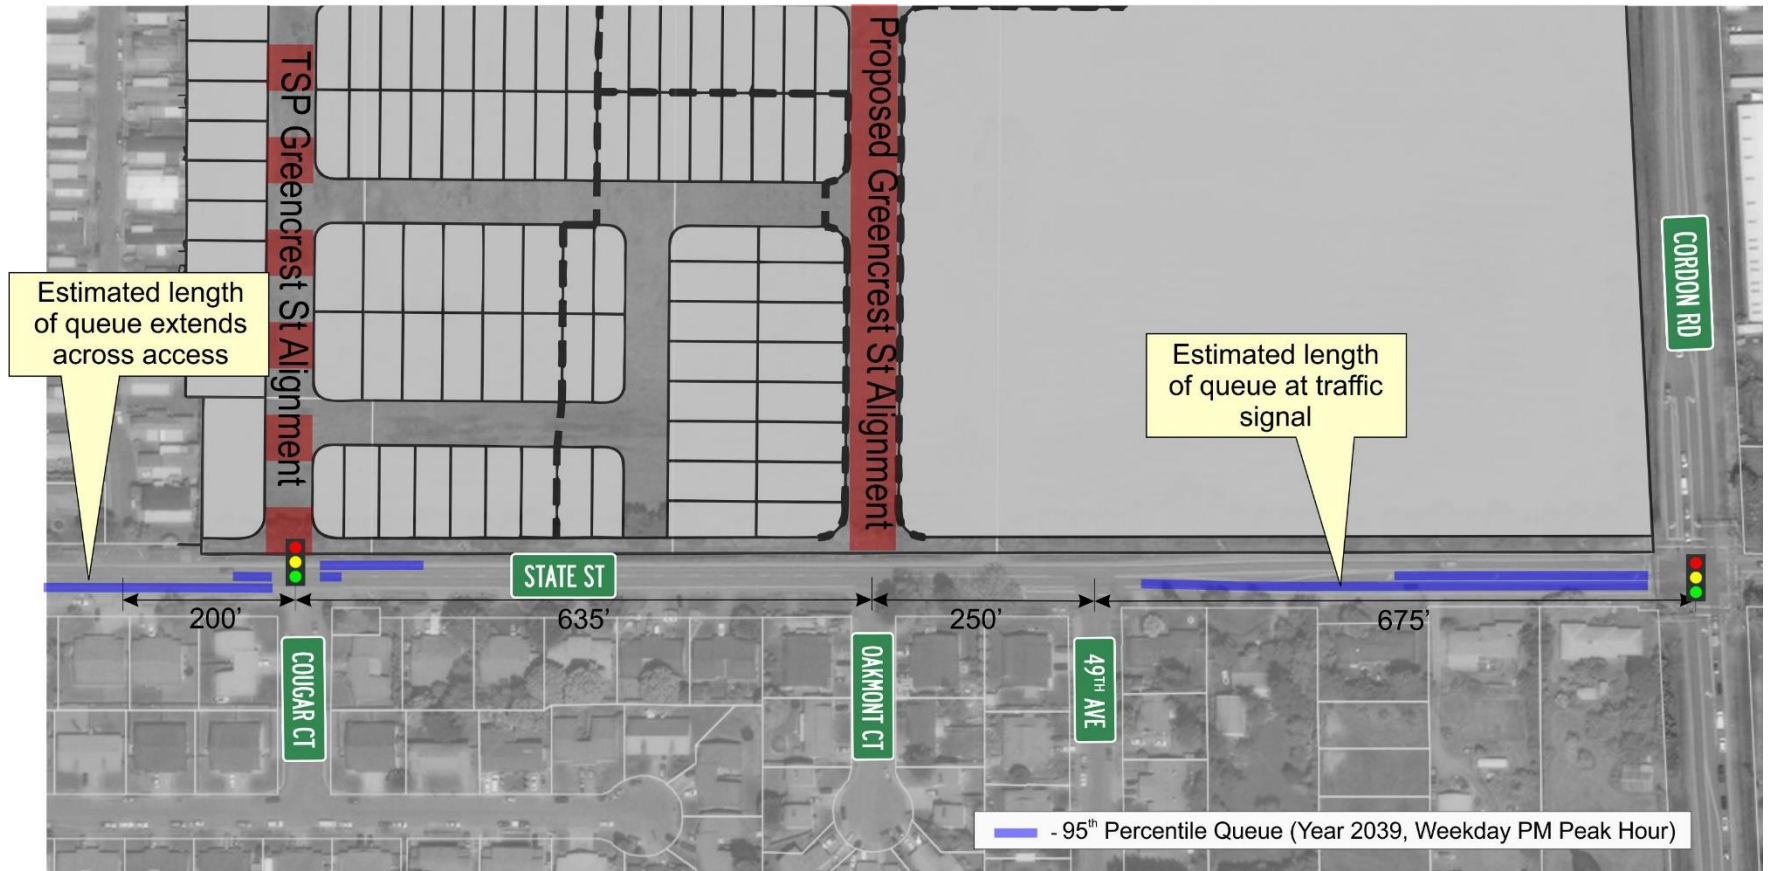 TSP Greencrest St Alignment
Proposed Greencrest St Alignment
CORDON RD
Estimated length
of queue extends
across access
Estimated length
of queue at traffic
signal
STATE ST
200’
635’
250’
675’
COUGAR CT
OAKMONT CT
49TH AVE
- 95th Percentile Queue (Year 2039, Weekday PM Peak Hour)